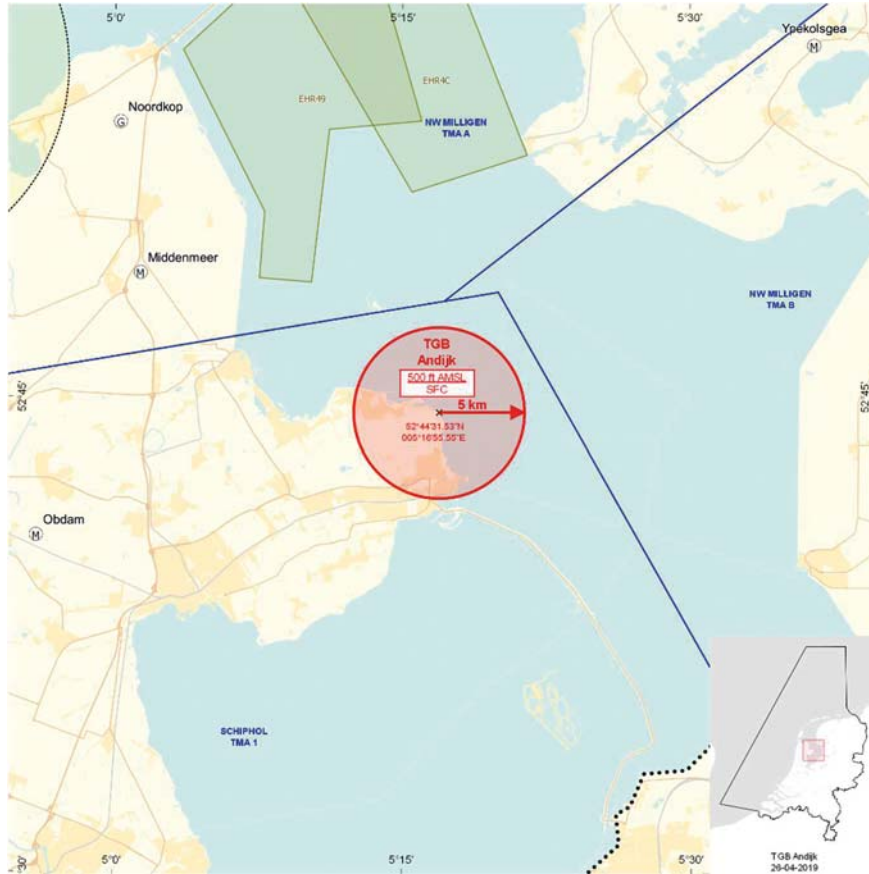 5°0'
5°15'
5°30'
Ypekolsgea
M
EHR4C
EHR49
Noordkop
G
NW MILLIGEN
TMA A
Middenmeer
M
NW MILLIGEN
TMA B
TGB
Andijk
500 ft AMSL
SFC
5 km
52°44'31.53"N
005°16'55.55"E
52°45'
52°45'
Obdam
M
SCHIPHOL
TMA 1
:30'
5°0'
5°15'
5°30'
TGB Andijk
26-04-2019